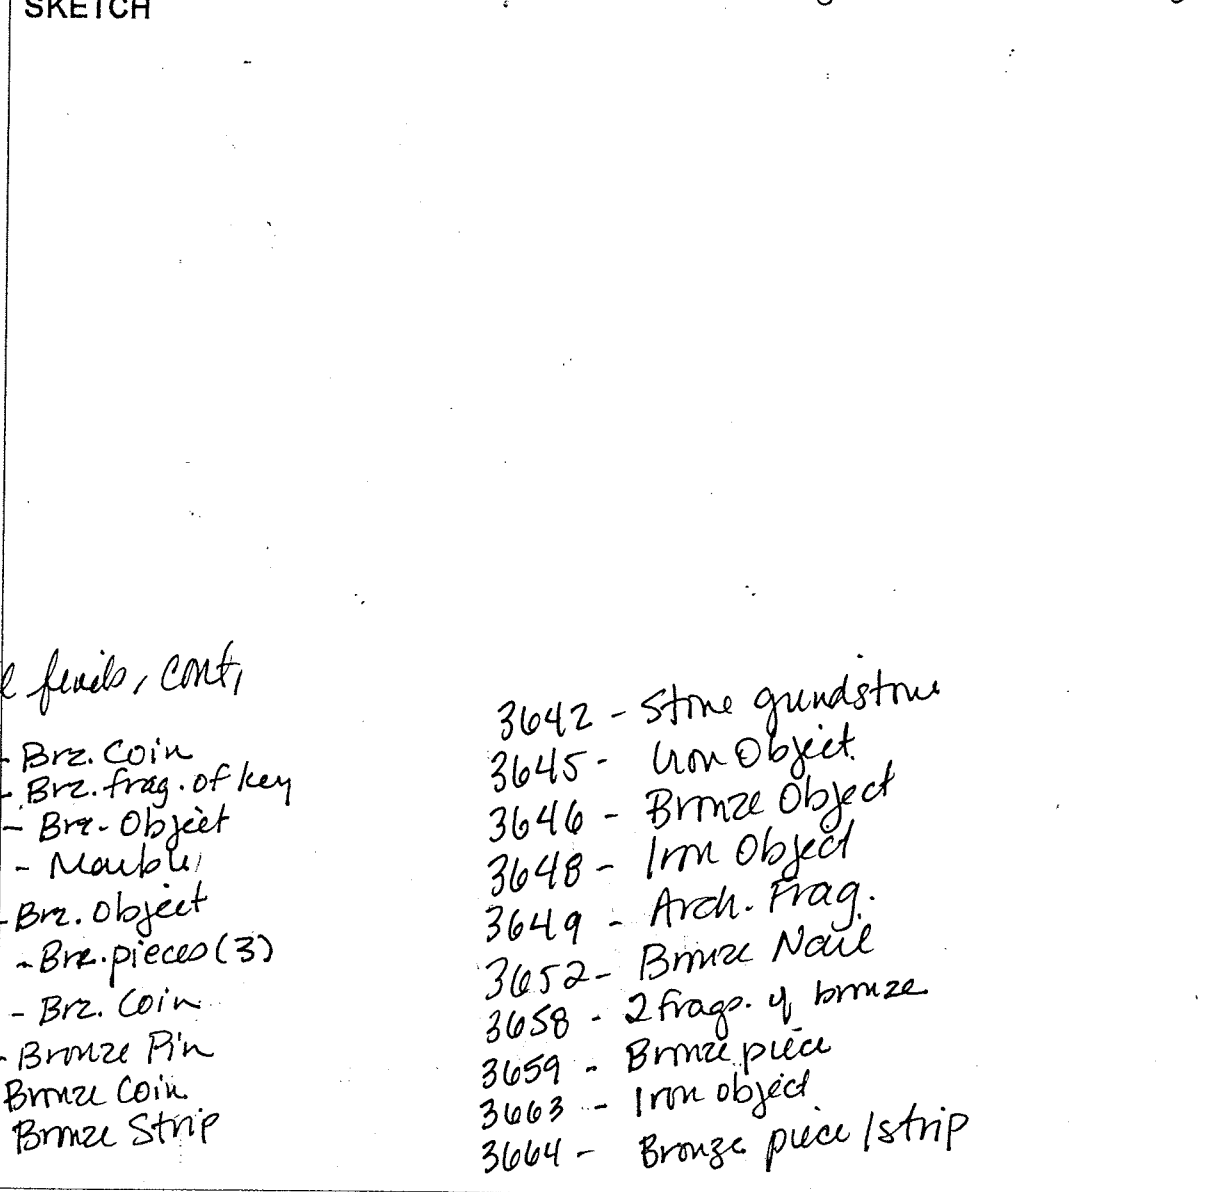 SKETCH
finds, cont,
- Brz. Coin
- Brz. frag. of key
- Brz. Object
- Marble
- Brz. Object
- Brz. pieces (3)
- Brz. Coin
- Bronze Pin
Bronze Coin
Bronze Strip
3642 - Stone grindstone
3645 - Iron Object
3646 - Bronze Object
3648 - Iron Object
3649 - Arch. Frag.
3652 - Bronze Nail
3658 - 2 frags. of bronze
3659 - Bronze piece
3663 - Iron object
3664 - Bronze piece / strip